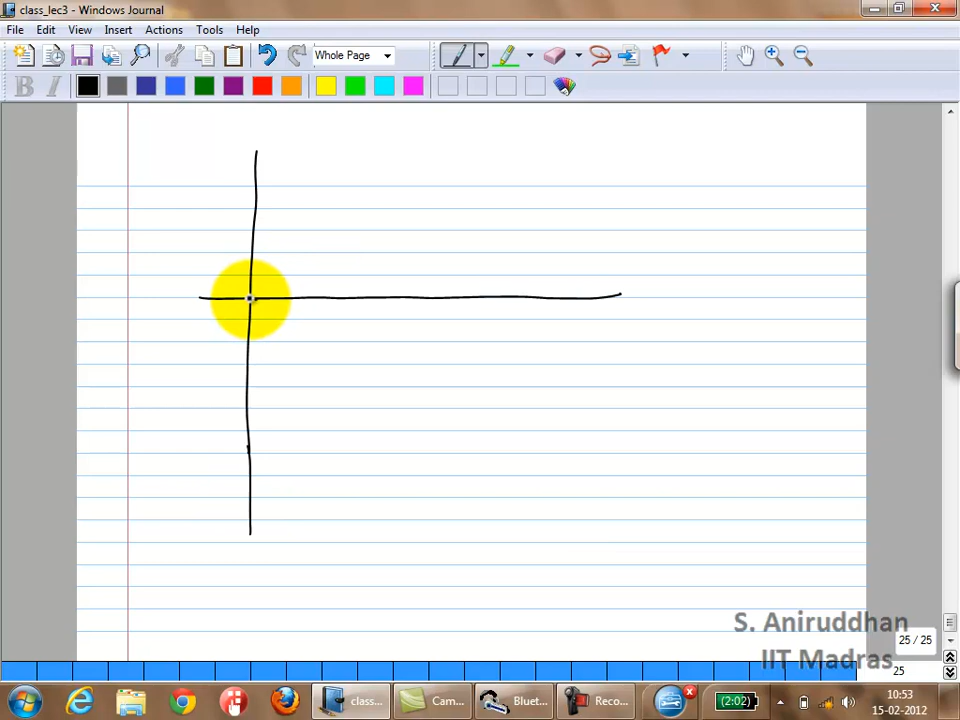 class_lec3 - Windows Journal
File Edit View Insert Actions Tools Help
Whole Page
B I
S. Aniruddhan
IIT Madras
25 / 25
25
class... Cam... Bluet... Reco... (2:02) 10:53
15-02-2012